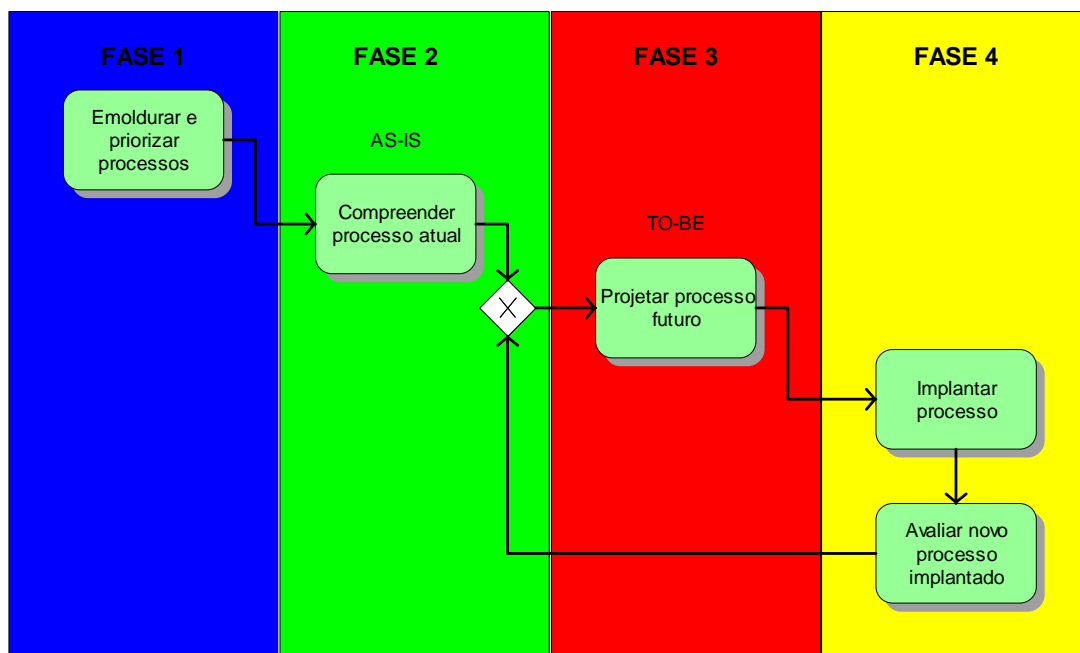 FASE 1
FASE 2
FASE 3
FASE 4
Emoldurar e
priorizar
processos
AS-IS
Compreender
processo atual
TO-BE
X
Projetar processo
futuro
Implantar
processo
Avaliar novo
processo
implantado